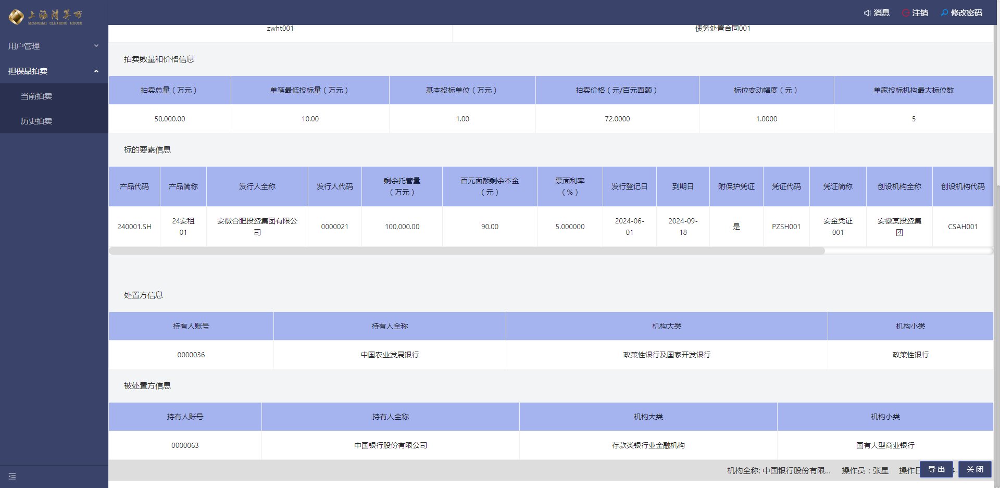 上海清算所
SHANGHAI CLEARING HOUSE
消息
注销
修改密码
用户管理
担保品拍卖
当前拍卖
历史拍卖
zwht001
债务处置合同001
拍卖数量和价格信息
拍卖总量（万元）
单笔最低投标量（万元）
基本投标单位（万元）
拍卖价格（元/百元面额）
标位变动幅度（元）
单家投标机构最大标位数
50,000.00
10.00
1.00
72.0000
1.0000
5
标的要素信息
产品代码
产品简称
发行人全称
发行人代码
剩余托管量
（万元）
百元面额剩余本金
（元）
票面利率
（%）
发行登记日
到期日
附保护凭证
凭证代码
凭证简称
创设机构全称
创设机构代码
240001.SH
24安租
01
安徽合肥投资集团有限公
司
0000021
100,000.00
90.00
5.000000
2024-06-
01
2024-09-
18
是
PZSH001
安金凭证
001
安徽某投资集
团
CSAH001
处置方信息
持有人账号
持有人全称
机构大类
机构小类
0000036
中国农业发展银行
政策性银行及国家开发银行
政策性银行
被处置方信息
持有人账号
持有人全称
机构大类
机构小类
0000063
中国银行股份有限公司
存款类银行业金融机构
国有大型商业银行
机构全称: 中国银行股份有限...
操作员：张星
操作日
导出
关闭